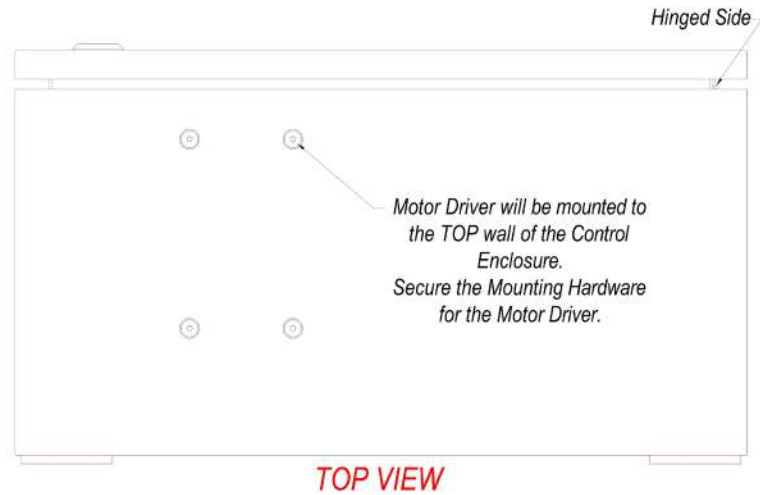 Hinged Side
Motor Driver will be mounted to
the TOP wall of the Control
Enclosure.
Secure the Mounting Hardware
for the Motor Driver.
TOP VIEW